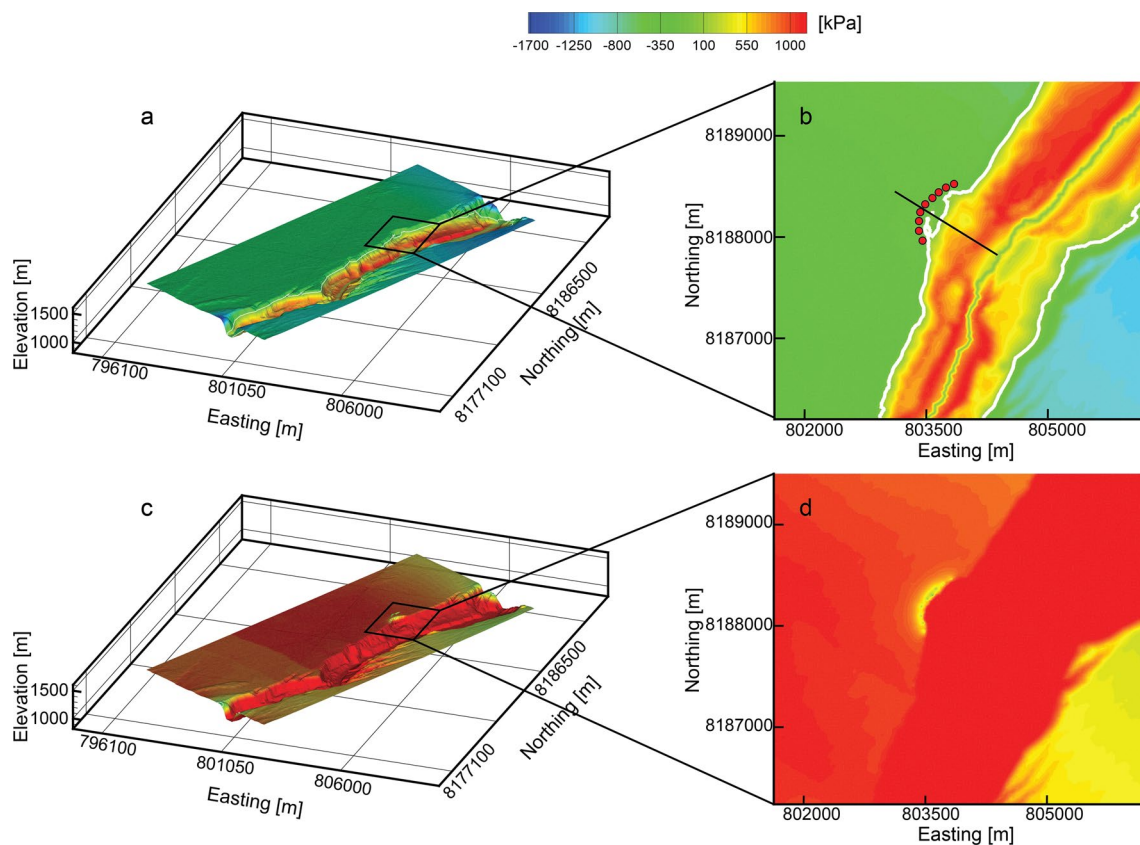 [kPa]
-1700 -1250 -800 -350 100 550 1000
a
Elevation [m]
1500
1000
796100
801050
806000
Easting [m]
8177100
8186500
Northing [m]
b
8189000
8188000
8187000
Northing [m]
802000 803500 805000
Easting [m]
c
Elevation [m]
1500
1000
796100
801050
806000
Easting [m]
8177100
8186500
Northing [m]
d
8189000
8188000
8187000
Northing [m]
802000 803500 805000
Easting [m]